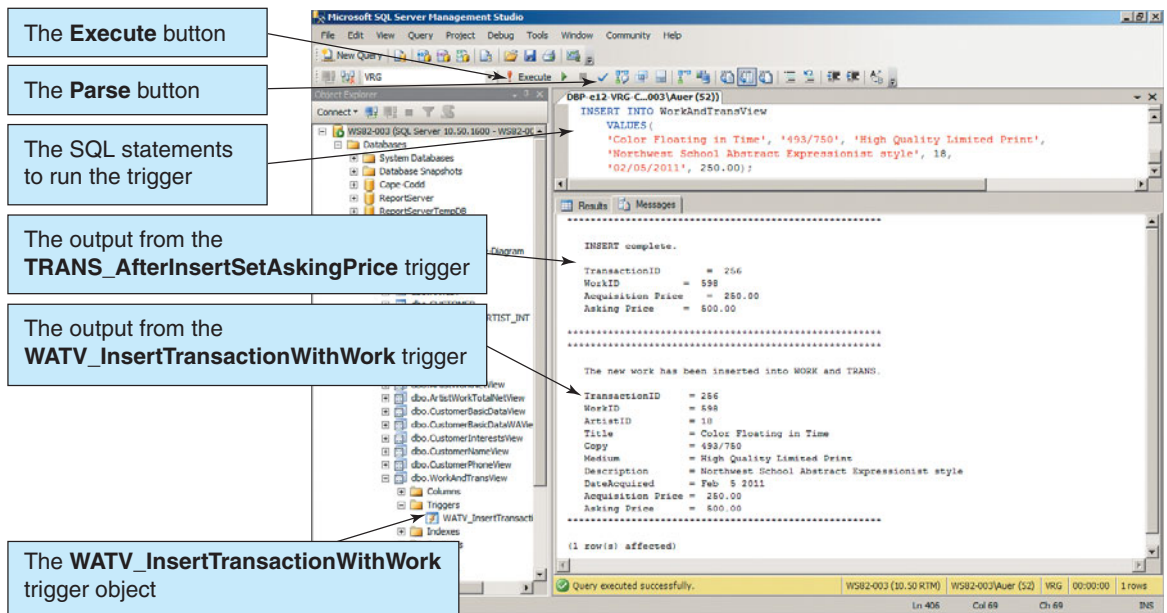 The Execute button
The Parse button
The SQL statements
to run the trigger
The output from the
TRANS_AfterInsertSetAskingPrice trigger
The output from the
WATV_InsertTransactionWithWork trigger
The WATV_InsertTransactionWithWork
trigger object
Microsoft SQL Server Management Studio
File Edit View Query Project Debug Tools Window Community Help
New Query
VRG Execute
Object Explorer
Connect
WS82-003 (SQL Server 10.50.1600 - WS82-00
Databases
System Databases
Database Snapshots
Cape-Codd
ReportServer
ReportServerTempDB
Diagram
dbo.CUSTOMER
RTIST_INT
dbo.ArtistWorkTotalNetView
dbo.CustomerBasicDataView
dbo.CustomerBasicDataWAVie
dbo.CustomerInterestsView
dbo.CustomerNameView
dbo.CustomerPhoneView
dbo.WorkAndTransView
Columns
Triggers
WATV_InsertTransacti
Indexes
DBP-e12-VRG-C...003\Auer (52))
INSERT INTO WorkAndTransView
VALUES(
'Color Floating in Time', '493/750', 'High Quality Limited Print',
'Northwest School Abstract Expressionist style', 18,
'02/05/2011', 250.00);
Results Messages
******************************************************
INSERT complete.
TransactionID = 256
WorkID = 598
Acquisition Price = 250.00
Asking Price = 500.00
******************************************************
******************************************************
The new work has been inserted into WORK and TRANS.
TransactionID = 256
WorkID = 598
ArtistID = 18
Title = Color Floating in Time
Copy = 493/750
Medium = High Quality Limited Print
Description = Northwest School Abstract Expressionist style
DateAcquired = Feb 5 2011
Acquisition Price = 250.00
Asking Price = 500.00
******************************************************
(1 row(s) affected)
Query executed successfully. WS82-003 (10.50 RTM) WS82-003\Auer (52) VRG 00:00:00 1 rows
Ln 406 Col 69 Ch 69 INS